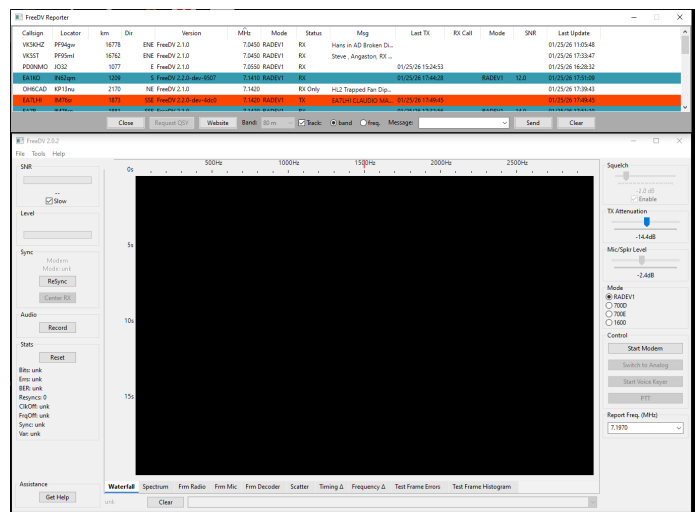 FreeDV Reporter
Callsign Locator km Dir Version MHz Mode Status Msg Last TX RX Call Mode SNR Last Update
VK5KHZ PF94gw 16778 ENE FreeDV 2.1.0 7.0450 RADEV1 RX Hans in AD Broken Di... 01/25/26 11:05:48
VK5ST PF95ml 16762 ENE FreeDV 2.1.0 7.0450 RADEV1 RX Steve , Angaston, RX ... 01/25/26 17:33:47
PD0NMO JO32 1077 E FreeDV 2.1.0 7.0550 RADEV1 RX 01/25/26 15:24:53 01/25/26 16:28:32
EA1KO IN62qm 1209 S FreeDV 2.2.0-dev-9507 7.1410 RADEV1 RX 01/25/26 17:44:28 RADEV1 12.0 01/25/26 17:51:09
OH6CAD KP13nu 2170 NE FreeDV 2.1.0 7.1420 RX Only HL2 Trapped Fan Dip... 01/25/26 17:39:43
EA7LHI IM76sr 1873 SSE FreeDV 2.2.0-dev-4dc0 7.1420 RADEV1 TX EA7LHI CLAUDIO MA... 01/25/26 17:49:45 01/25/26 17:49:45
Close Request QSY Website Band: 80 m Track: band freq. Message: Send Clear
FreeDV 2.0.2
File Tools Help
SNR
--
Slow
Level
Sync
Modem
Mode: unk
ReSync
Center RX
Audio
Record
Stats
Reset
Bits: unk
Errs: unk
BER: unk
Resyncs: 0
ClkOff: unk
FrqOff: unk
Sync: unk
Var: unk
Assistance
Get Help
500Hz 1000Hz 1500Hz 2000Hz 2500Hz
0s
5s
10s
15s
Waterfall Spectrum Frm Radio Frm Mic Frm Decoder Scatter Timing Δ Frequency Δ Test Frame Errors Test Frame Histogram
unk Clear
Squelch
-2.0 dB
Enable
TX Attenuation
-14.4dB
Mic/Spkr Level
-2.4dB
Mode
RADEV1
700D
700E
1600
Control
Start Modem
Switch to Analog
Start Voice Keyer
PTT
Report Freq. (MHz)
7.1970